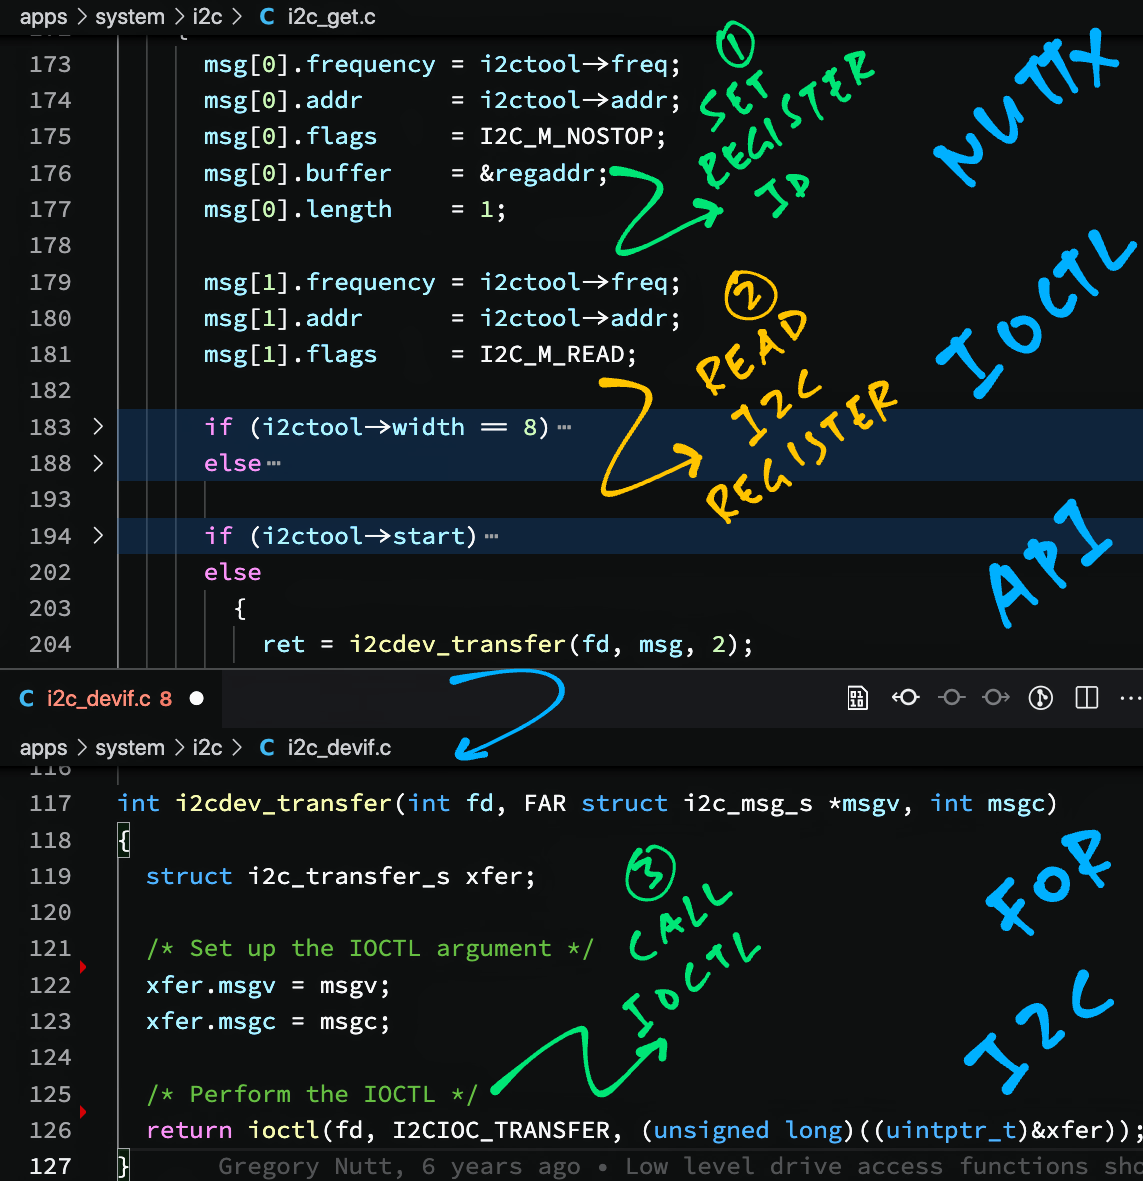 apps > system > i2c > C i2c_get.c
172 {
173 msg[0].frequency = i2ctool->freq;
174 msg[0].addr = i2ctool->addr;
175 msg[0].flags = I2C_M_NOSTOP;
176 msg[0].buffer = &regaddr;
177 msg[0].length = 1;
178
179 msg[1].frequency = i2ctool->freq;
180 msg[1].addr = i2ctool->addr;
181 msg[1].flags = I2C_M_READ;
182
183 > if (i2ctool->width == 8) ...
188 > else ...
193
194 > if (i2ctool->start) ...
202 else
203 {
204 ret = i2cdev_transfer(fd, msg, 2);
1
SET
REGISTER
ID
2
READ
I2C
REGISTER
NUTTX
IOCTL
API
FOR
I2C
C i2c_devif.c 8 ●
apps > system > i2c > C i2c_devif.c
116
117 int i2cdev_transfer(int fd, FAR struct i2c_msg_s *msgv, int msgc)
118 {
119 struct i2c_transfer_s xfer;
120
121 /* Set up the IOCTL argument */
122 xfer.msgv = msgv;
123 xfer.msgc = msgc;
124
125 /* Perform the IOCTL */
126 return ioctl(fd, I2CIOC_TRANSFER, (unsigned long)((uintptr_t)&xfer));
127 } Gregory Nutt, 6 years ago • Low level drive access functions sho
3
CALL
IOCTL